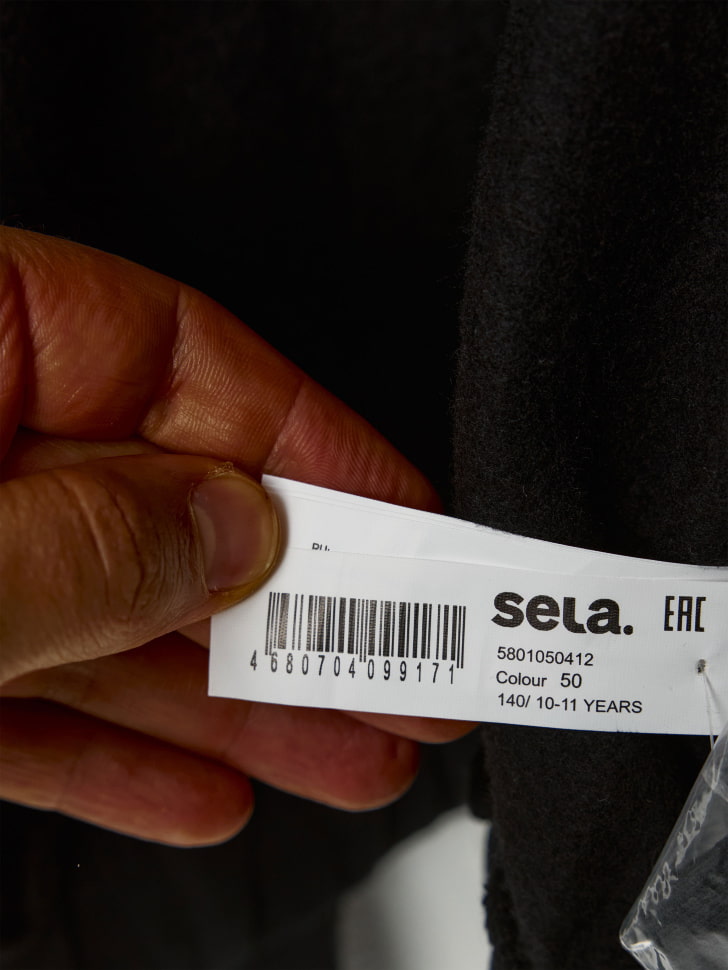 sela. EAC
5801050412
Colour 50
140/ 10-11 YEARS
4 680704 099171